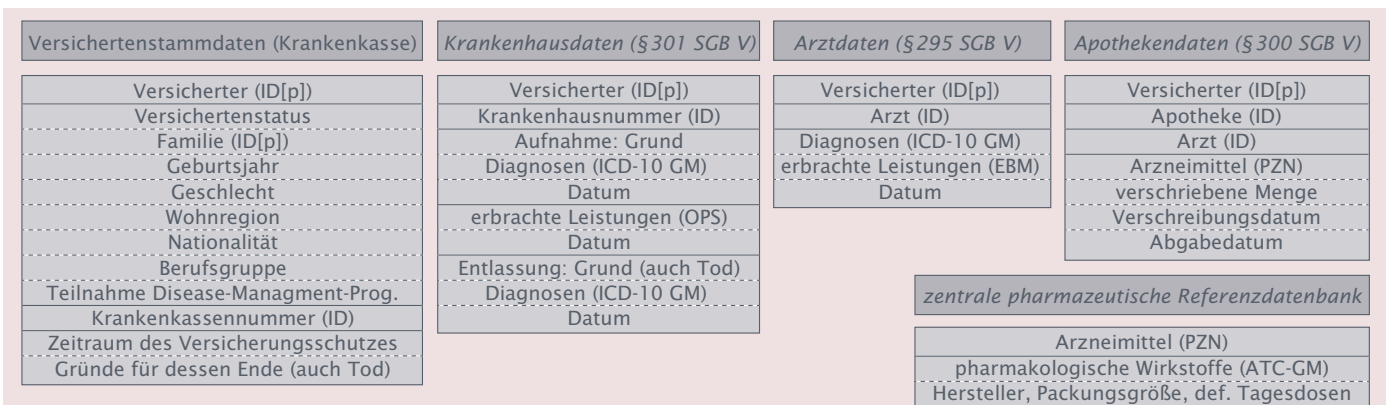 Versichertenstammdaten (Krankenkasse)
Versicherter (ID[p])
Versichertenstatus
Familie (ID[p])
Geburtsjahr
Geschlecht
Wohnregion
Nationalität
Berufsgruppe
Teilnahme Disease-Managment-Prog.
Krankenkassennummer (ID)
Zeitraum des Versicherungsschutzes
Gründe für dessen Ende (auch Tod)
Krankenhausdaten (§301 SGB V)
Versicherter (ID[p])
Krankenhausnummer (ID)
Aufnahme: Grund
Diagnosen (ICD-10 GM)
Datum
erbrachte Leistungen (OPS)
Datum
Entlassung: Grund (auch Tod)
Diagnosen (ICD-10 GM)
Datum
Arztdaten (§295 SGB V)
Versicherter (ID[p])
Arzt (ID)
Diagnosen (ICD-10 GM)
erbrachte Leistungen (EBM)
Datum
Apothekendaten (§300 SGB V)
Versicherter (ID[p])
Apotheke (ID)
Arzt (ID)
Arzneimittel (PZN)
verschriebene Menge
Verschreibungsdatum
Abgabedatum
zentrale pharmazeutische Referenzdatenbank
Arzneimittel (PZN)
pharmakologische Wirkstoffe (ATC-GM)
Hersteller, Packungsgröße, def. Tagesdosen